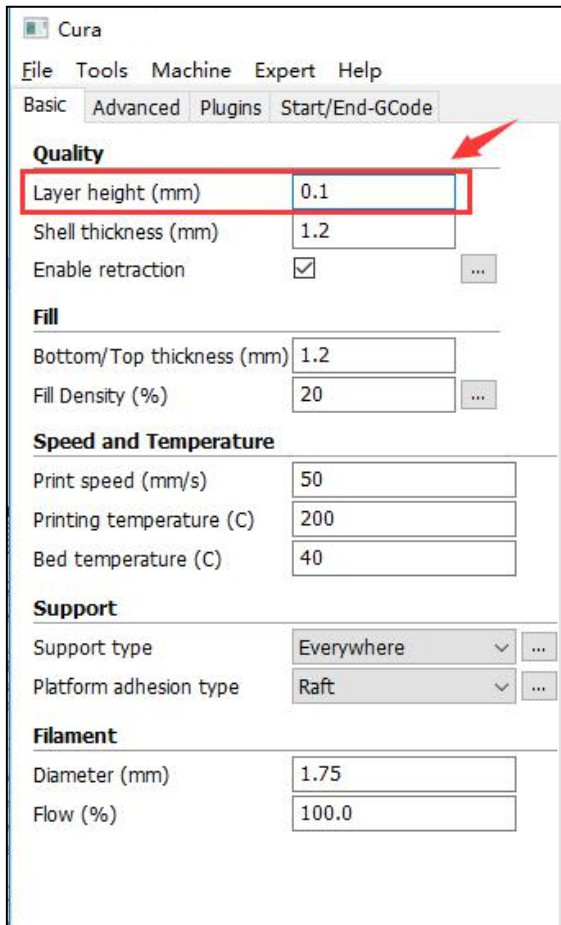 Cura
File Tools Machine Expert Help
Basic Advanced Plugins Start/End-GCode
Quality
Layer height (mm) 0.1
Shell thickness (mm) 1.2
Enable retraction ...
Fill
Bottom/Top thickness (mm) 1.2
Fill Density (%) 20 ...
Speed and Temperature
Print speed (mm/s) 50
Printing temperature (C) 200
Bed temperature (C) 40
Support
Support type Everywhere ...
Platform adhesion type Raft ...
Filament
Diameter (mm) 1.75
Flow (%) 100.0